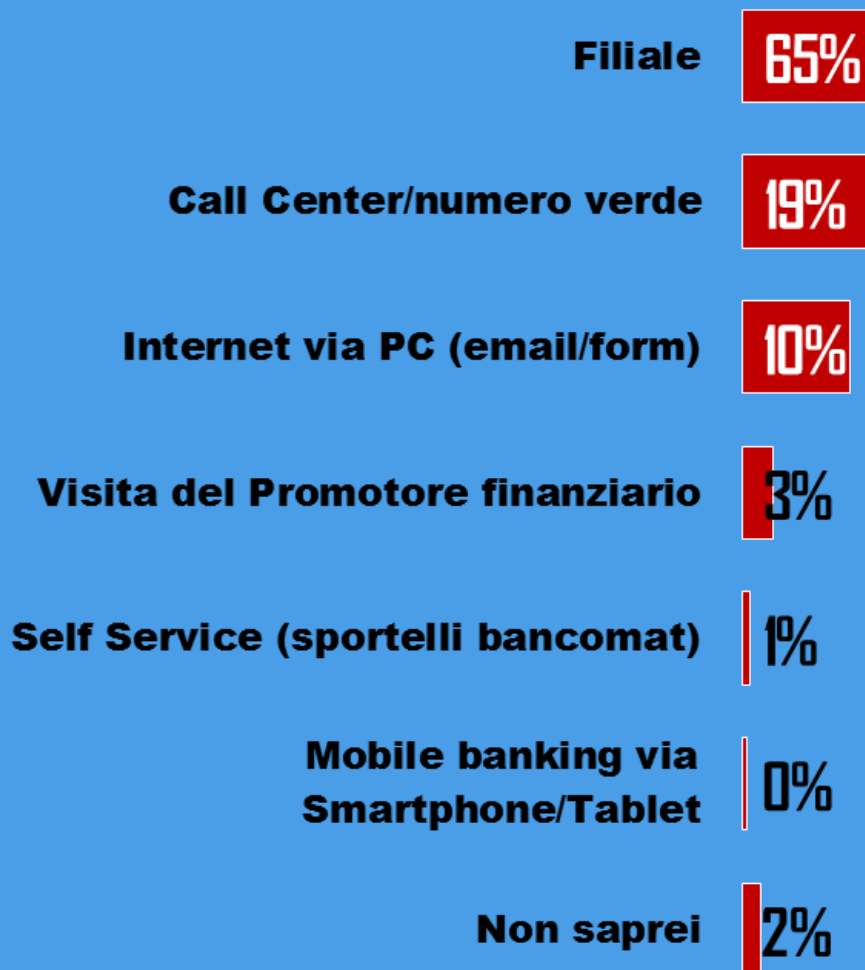 Filiale 65%
Call Center/numero verde 19%
Internet via PC (email/form) 10%
Visita del Promotore finanziario 3%
Self Service (sportelli bancomat) 1%
Mobile banking via
Smartphone/Tablet 0%
Non saprei 2%